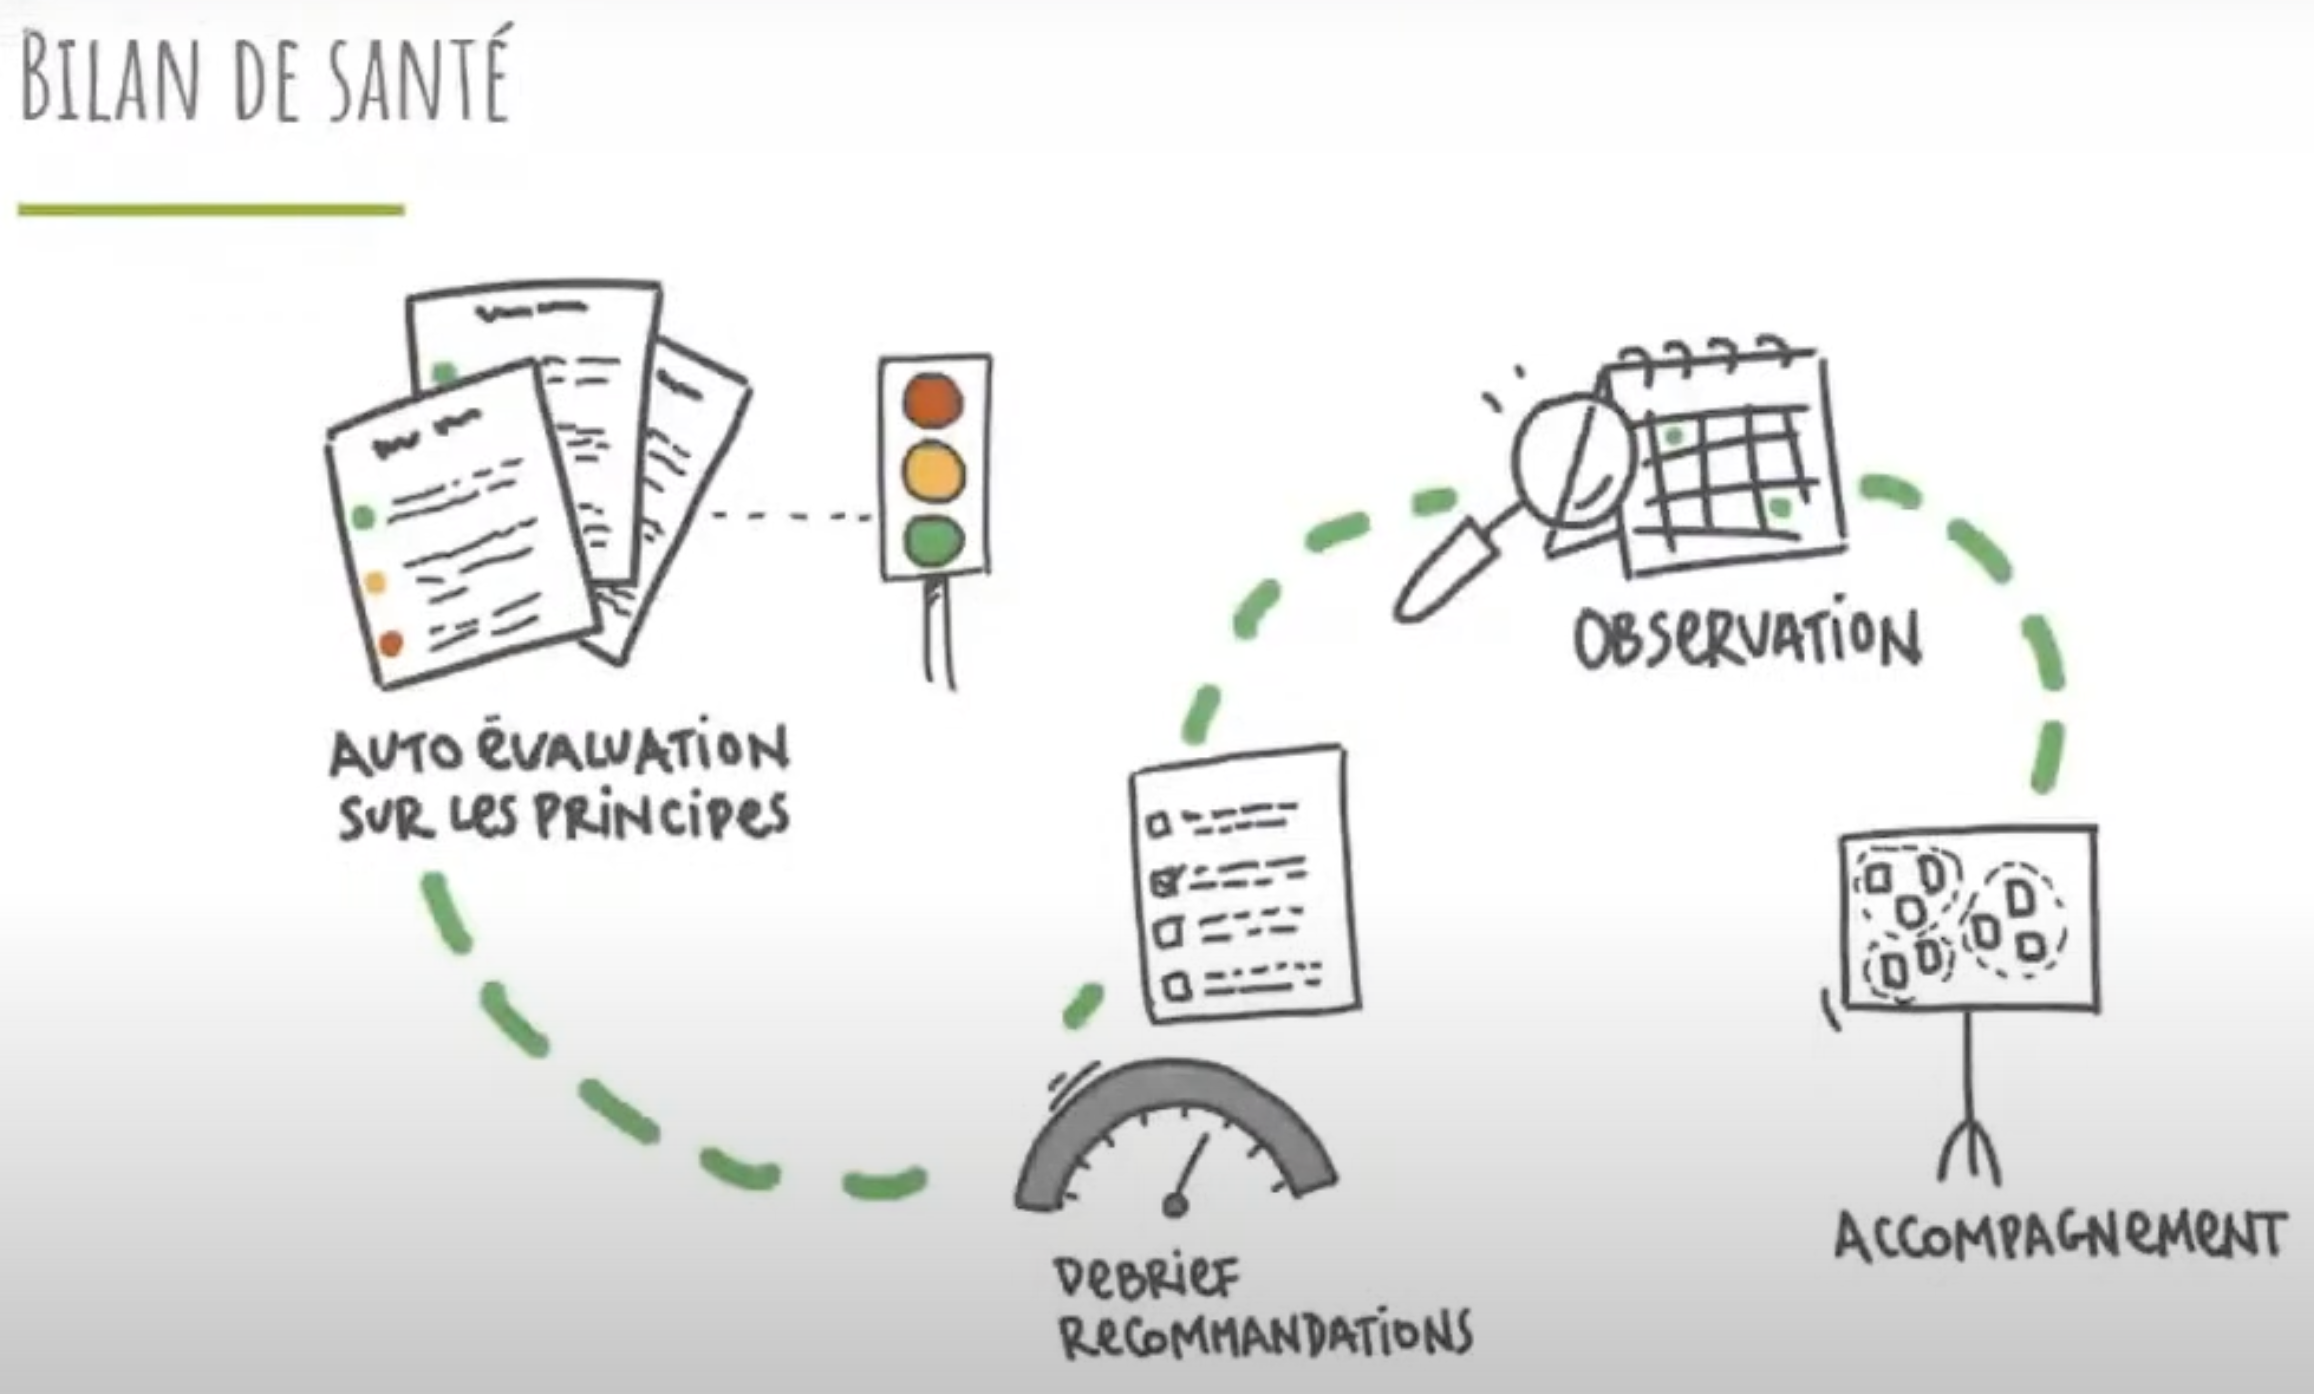 BILAN DE SANTÉ
AUTO ÉVALUATION
SUR LES PRINCIPES
OBSERVATION
DEBRIEF
RECOMMANDATIONS
ACCOMPAGNEMENT